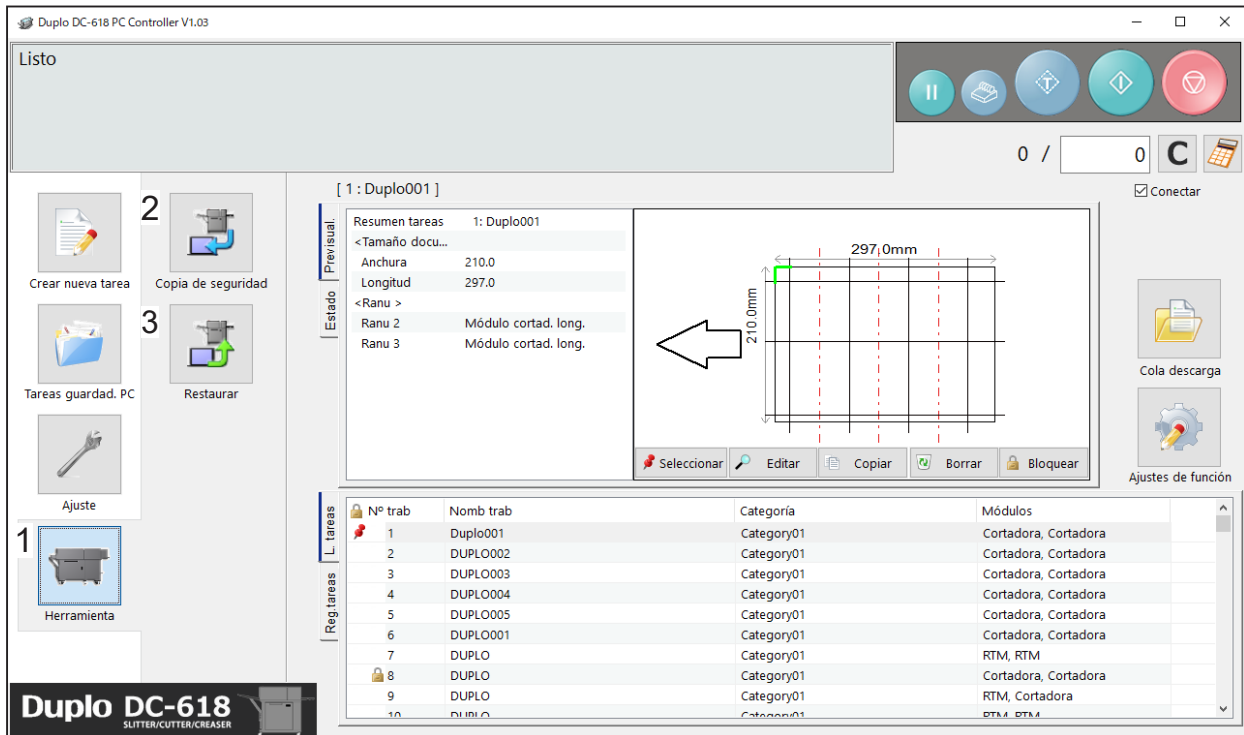 Duplo DC-618 PC Controller V1.03
Listo
0 / 0 C
Conectar
1
2
3
Crear nueva tarea
Copia de seguridad
Tareas guardad. PC
Restaurar
Ajuste
Herramienta
[ 1 : Duplo001 ]
Previsual.
Estado
Resumen tareas 1: Duplo001
<Tamaño docu...
Anchura 210.0
Longitud 297.0
<Ranu >
Ranu 2 Módulo cortad. long.
Ranu 3 Módulo cortad. long.
297.0mm
210.0mm
Seleccionar Editar Copiar Borrar Bloquear
Cola descarga
Ajustes de función
L. tareas
Reg.tareas
Nº trab Nomb trab Categoría Módulos
1 Duplo001 Category01 Cortadora, Cortadora
2 DUPLO002 Category01 Cortadora, Cortadora
3 DUPLO003 Category01 Cortadora, Cortadora
4 DUPLO004 Category01 Cortadora, Cortadora
5 DUPLO005 Category01 Cortadora, Cortadora
6 DUPLO001 Category01 Cortadora, Cortadora
7 DUPLO Category01 RTM, RTM
8 DUPLO Category01 Cortadora, Cortadora
9 DUPLO Category01 RTM, Cortadora
10 DUPLO Category01 RTM, RTM
Duplo DC-618
SLITTER/CUTTER/CREASER